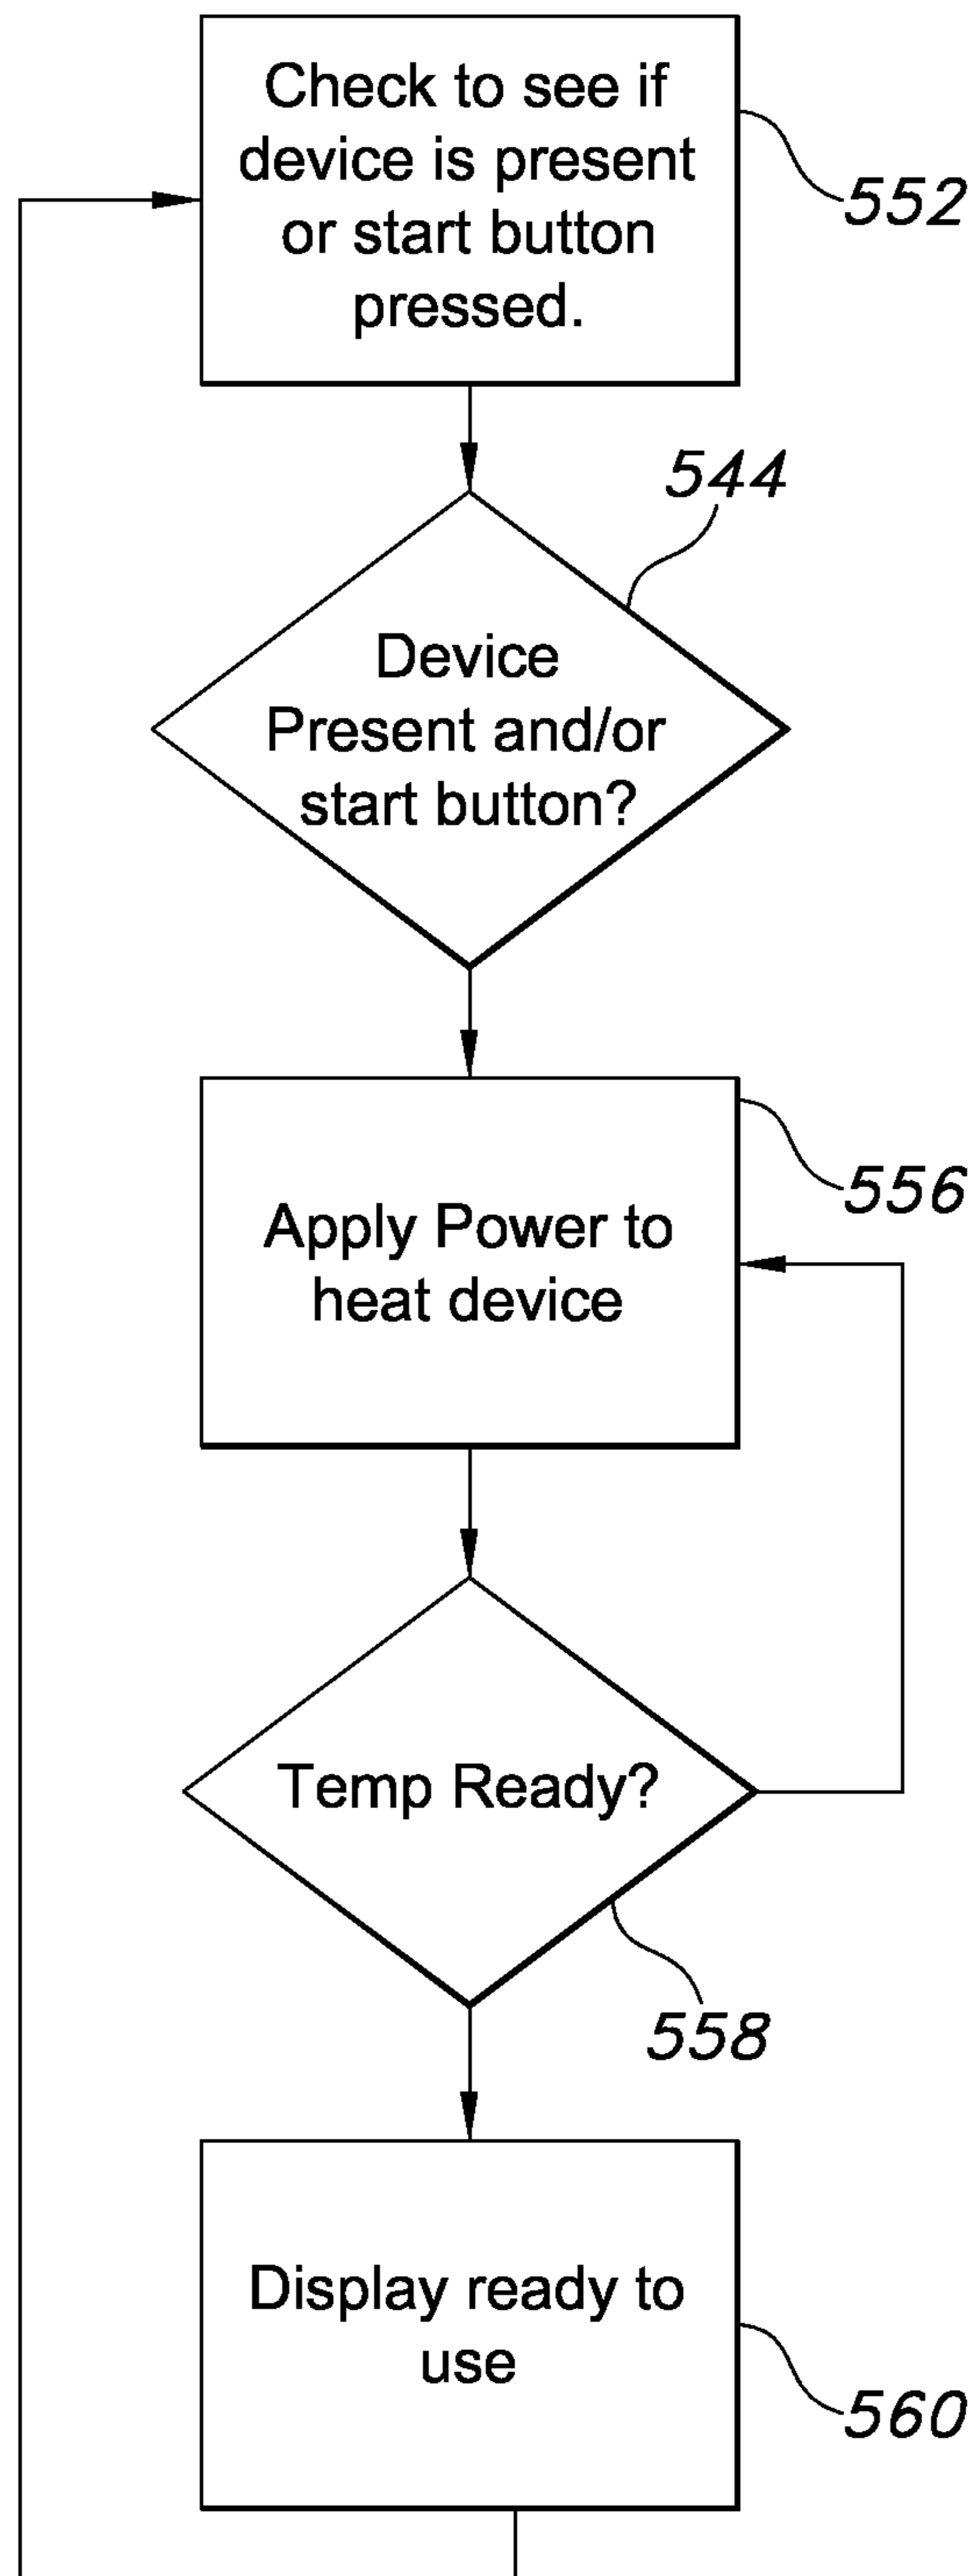 Check to see if
device is present
or start button
pressed.
552
544
Device
Present and/or
start button?
556
Apply Power to
heat device
Temp Ready?
558
Display ready to
use
560